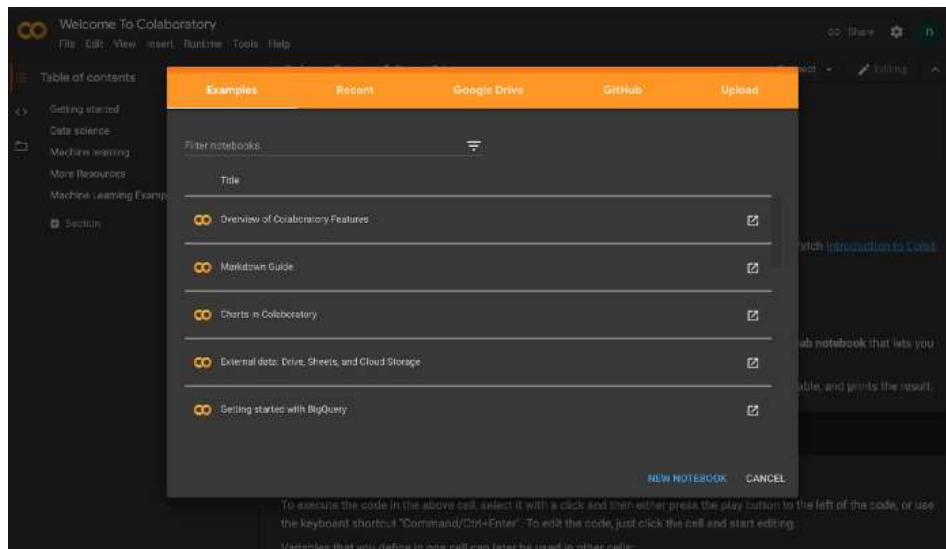 Welcome To Colaboratory
File Edit View Insert Runtime Tools Help
Share
n
Table of contents
Editing
Getting started
Data science
Machine learning
More Resources
Machine Learning Examp
Section
Examples Recent Google Drive GitHub Upload
Filter notebooks
Title
Overview of Colaboratory Features
Markdown Guide
Charts in Colaboratory
External data: Drive, Sheets, and Cloud Storage
Getting started with BigQuery
NEW NOTEBOOK CANCEL
Introduction to Colab
ab notebook that lets you
able, and prints the result.
To execute the code in the above cell, select it with a click and then either press the play button to the left of the code, or use
the keyboard shortcut "Command/Ctrl+Enter". To edit the code, just click the cell and start editing.
Variables that you define in one cell can later be used in other cells: